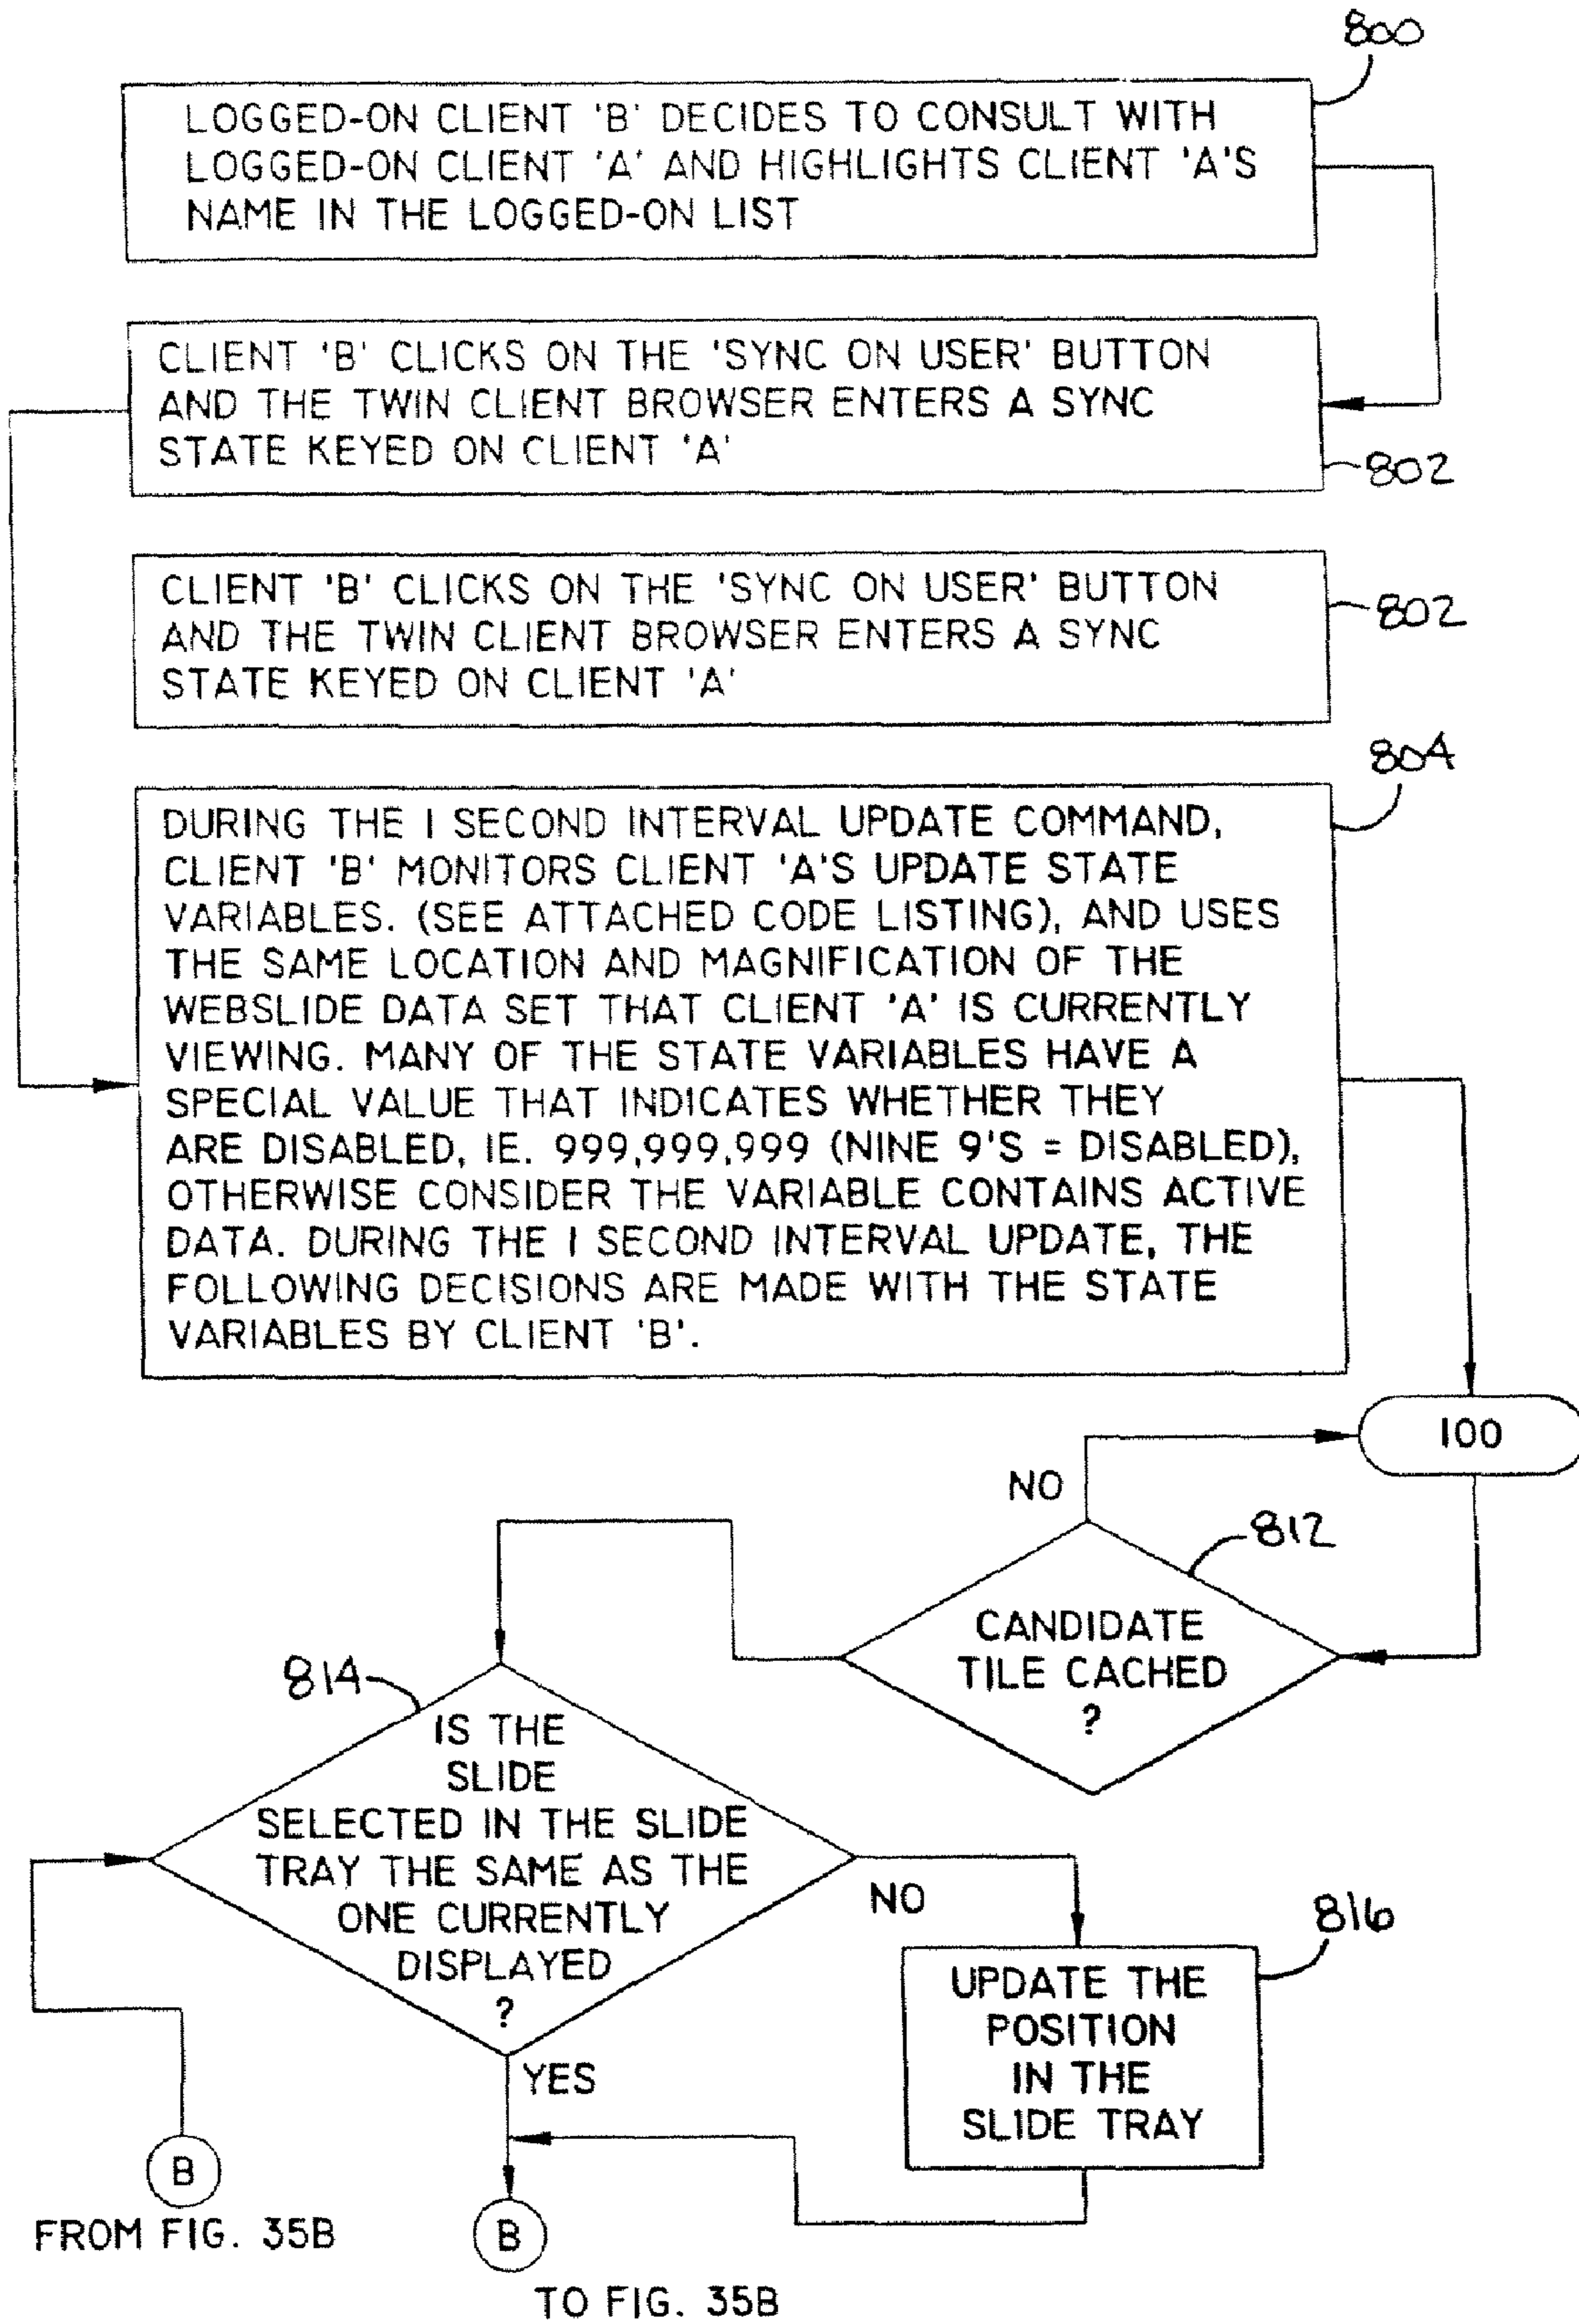 800
LOGGED-ON CLIENT 'B' DECIDES TO CONSULT WITH
LOGGED-ON CLIENT 'A' AND HIGHLIGHTS CLIENT 'A'S
NAME IN THE LOGGED-ON LIST
CLIENT 'B' CLICKS ON THE 'SYNC ON USER' BUTTON
AND THE TWIN CLIENT BROWSER ENTERS A SYNC
STATE KEYED ON CLIENT 'A'
802
CLIENT 'B' CLICKS ON THE 'SYNC ON USER' BUTTON
AND THE TWIN CLIENT BROWSER ENTERS A SYNC
STATE KEYED ON CLIENT 'A'
802
804
DURING THE 1 SECOND INTERVAL UPDATE COMMAND,
CLIENT 'B' MONITORS CLIENT 'A'S UPDATE STATE
VARIABLES. (SEE ATTACHED CODE LISTING), AND USES
THE SAME LOCATION AND MAGNIFICATION OF THE
WEBSLIDE DATA SET THAT CLIENT 'A' IS CURRENTLY
VIEWING. MANY OF THE STATE VARIABLES HAVE A
SPECIAL VALUE THAT INDICATES WHETHER THEY
ARE DISABLED, IE. 999,999,999 (NINE 9'S = DISABLED),
OTHERWISE CONSIDER THE VARIABLE CONTAINS ACTIVE
DATA. DURING THE 1 SECOND INTERVAL UPDATE, THE
FOLLOWING DECISIONS ARE MADE WITH THE STATE
VARIABLES BY CLIENT 'B'.
100
NO
812
CANDIDATE
TILE CACHED
?
814
IS THE
SLIDE
SELECTED IN THE SLIDE
TRAY THE SAME AS THE
ONE CURRENTLY
DISPLAYED
?
NO
816
UPDATE THE
POSITION
IN THE
SLIDE TRAY
YES
B
FROM FIG. 35B
B
TO FIG. 35B